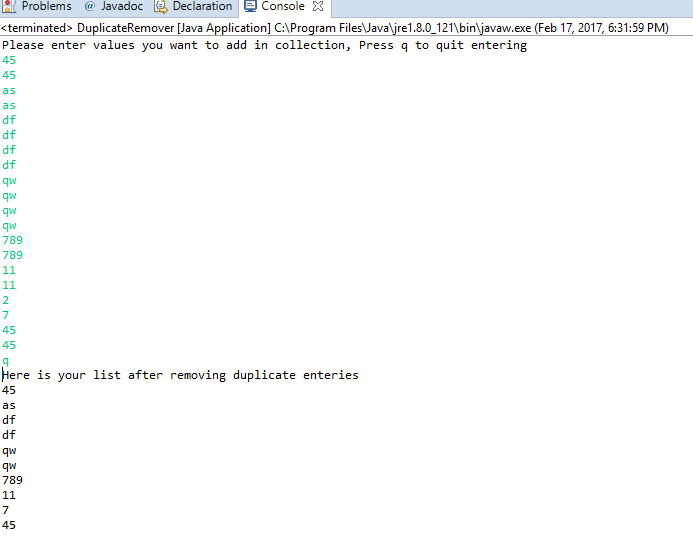 Problems @ Javadoc Declaration Console
<terminated> DuplicateRemover [Java Application] C:\Program Files\Java\jre1.8.0_121\bin\javaw.exe (Feb 17, 2017, 6:31:59 PM)
Please enter values you want to add in collection, Press q to quit entering
45
45
as
as
df
df
df
df
qw
qw
qw
qw
789
789
11
11
2
7
45
45
q
Here is your list after removing duplicate enteries
45
as
df
df
qw
qw
789
11
7
45